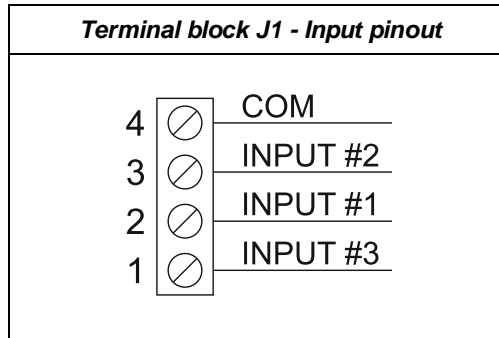 Terminal block J1 - Input pinout
4 COM
3 INPUT #2
2 INPUT #1
1 INPUT #3